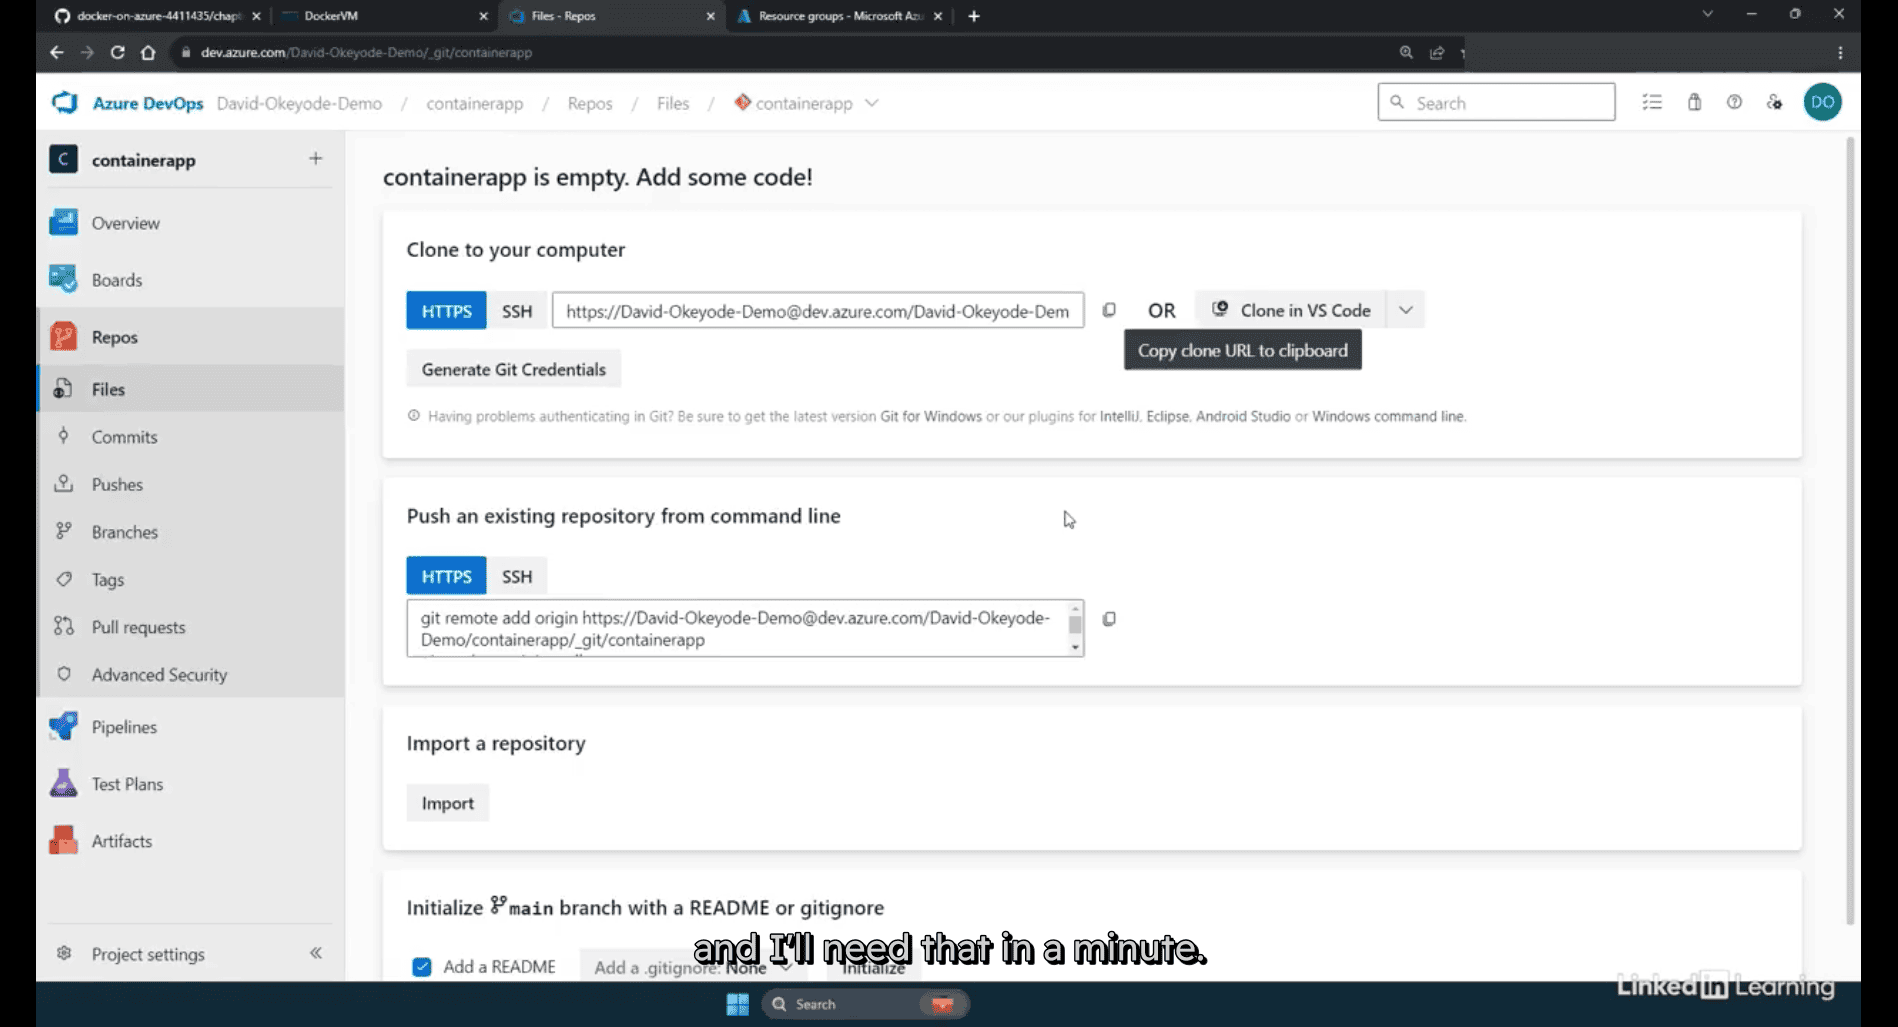 docker-on-azure-4411435/chapt
DockerVM
Files - Repos
Resource groups - Microsoft Azu
dev.azure.com/David-Okeyode-Demo/_git/containerapp
Azure DevOps David-Okeyode-Demo / containerapp / Repos / Files / containerapp
Search
DO
C containerapp
Overview
Boards
Repos
Files
Commits
Pushes
Branches
Tags
Pull requests
Advanced Security
Pipelines
Test Plans
Artifacts
Project settings
containerapp is empty. Add some code!
Clone to your computer
HTTPS SSH https://David-Okeyode-Demo@dev.azure.com/David-Okeyode-Dem OR Clone in VS Code
Copy clone URL to clipboard
Generate Git Credentials
Having problems authenticating in Git? Be sure to get the latest version Git for Windows or our plugins for IntelliJ, Eclipse, Android Studio or Windows command line.
Push an existing repository from command line
HTTPS SSH
git remote add origin https://David-Okeyode-Demo@dev.azure.com/David-Okeyode-
Demo/containerapp/_git/containerapp
Import a repository
Import
Initialize main branch with a README or gitignore
and I'll need that in a minute.
Add a README Add a .gitignore: None Initialize
LinkedIn Learning
Search